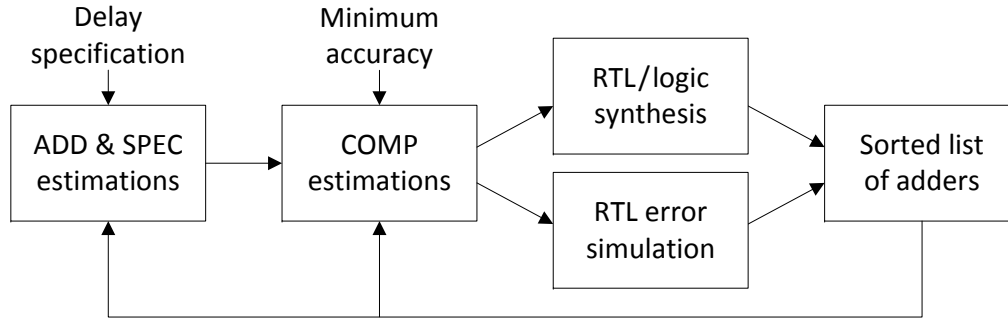 Delay
specification
Minimum
accuracy
ADD & SPEC
estimations
COMP
estimations
RTL/logic
synthesis
RTL error
simulation
Sorted list
of adders